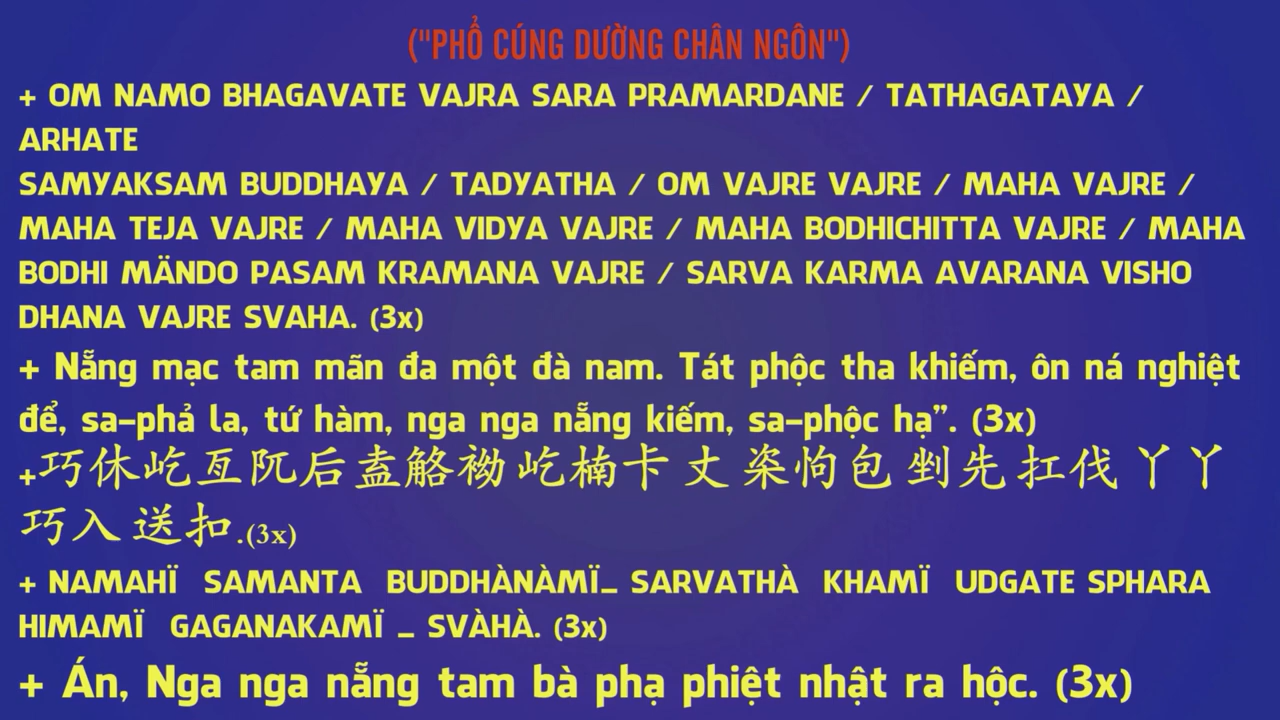 ("PHỔ CÚNG DƯỜNG CHÂN NGÔN")
+ OM NAMO BHAGAVATE VAJRA SARA PRAMARDANE / TATHAGATAYA /
ARHATE
SAMYAKSAM BUDDHAYA / TADYATHA / OM VAJRE VAJRE / MAHA VAJRE /
MAHA TEJA VAJRE / MAHA VIDYA VAJRE / MAHA BODHICHITTA VAJRE / MAHA
BODHI MÄNDO PASAM KRAMANA VAJRE / SARVA KARMA AVARANA VISHO
DHANA VAJRE SVAHA. (3x)
+ Nẵng mạc tam mãn đa một đà nam. Tát phộc tha khiếm, ôn ná nghiệt
để, sa-phả la, tứ hàm, nga nga nẵng kiếm, sa-phộc hạ”. (3x)
+巧休屹亙阢后盍觡袎屹楠卡丈栥怐包剉先扛伐丫丫
巧入送扣.(3x)
+ NAMAHÏ SAMANTA BUDDHÀNÀMÏ_ SARVATHÀ KHAMÏ UDGATE SPHARA
HIMAMÏ GAGANAKAMÏ _ SVÀHÀ. (3x)
+ Án, Nga nga nẵng tam bà phạ phiệt nhật ra hộc. (3x)